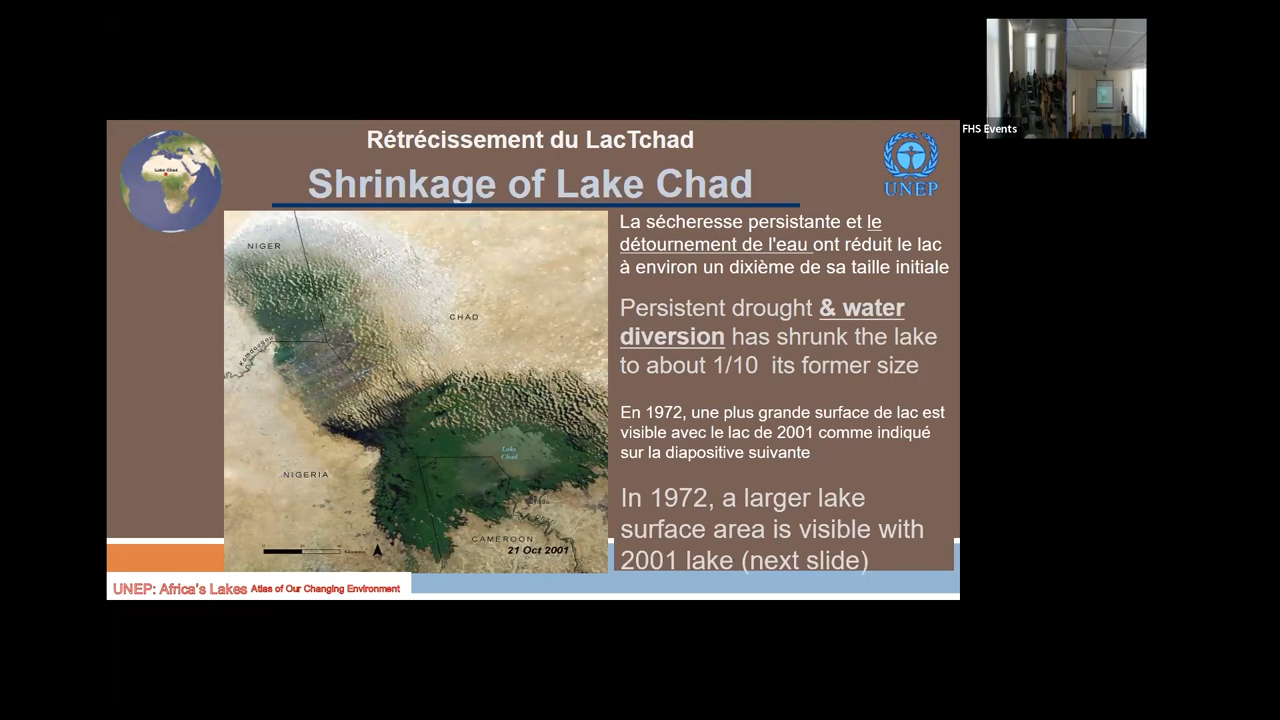 Rétrécissement du LacTchad
Shrinkage of Lake Chad
Lake Chad
UNEP
FHS Events
La sécheresse persistante et le
détournement de l'eau ont réduit le lac
à environ un dixième de sa taille initiale
Persistent drought & water
diversion has shrunk the lake
to about 1/10 its former size
En 1972, une plus grande surface de lac est
visible avec le lac de 2001 comme indiqué
sur la diapositive suivante
In 1972, a larger lake
surface area is visible with
2001 lake (next slide)
NIGER
CHAD
Komdougou
NIGERIA
Lake
Chad
CAMEROON
21 Oct 2001
UNEP: Africa's Lakes Atlas of Our Changing Environment